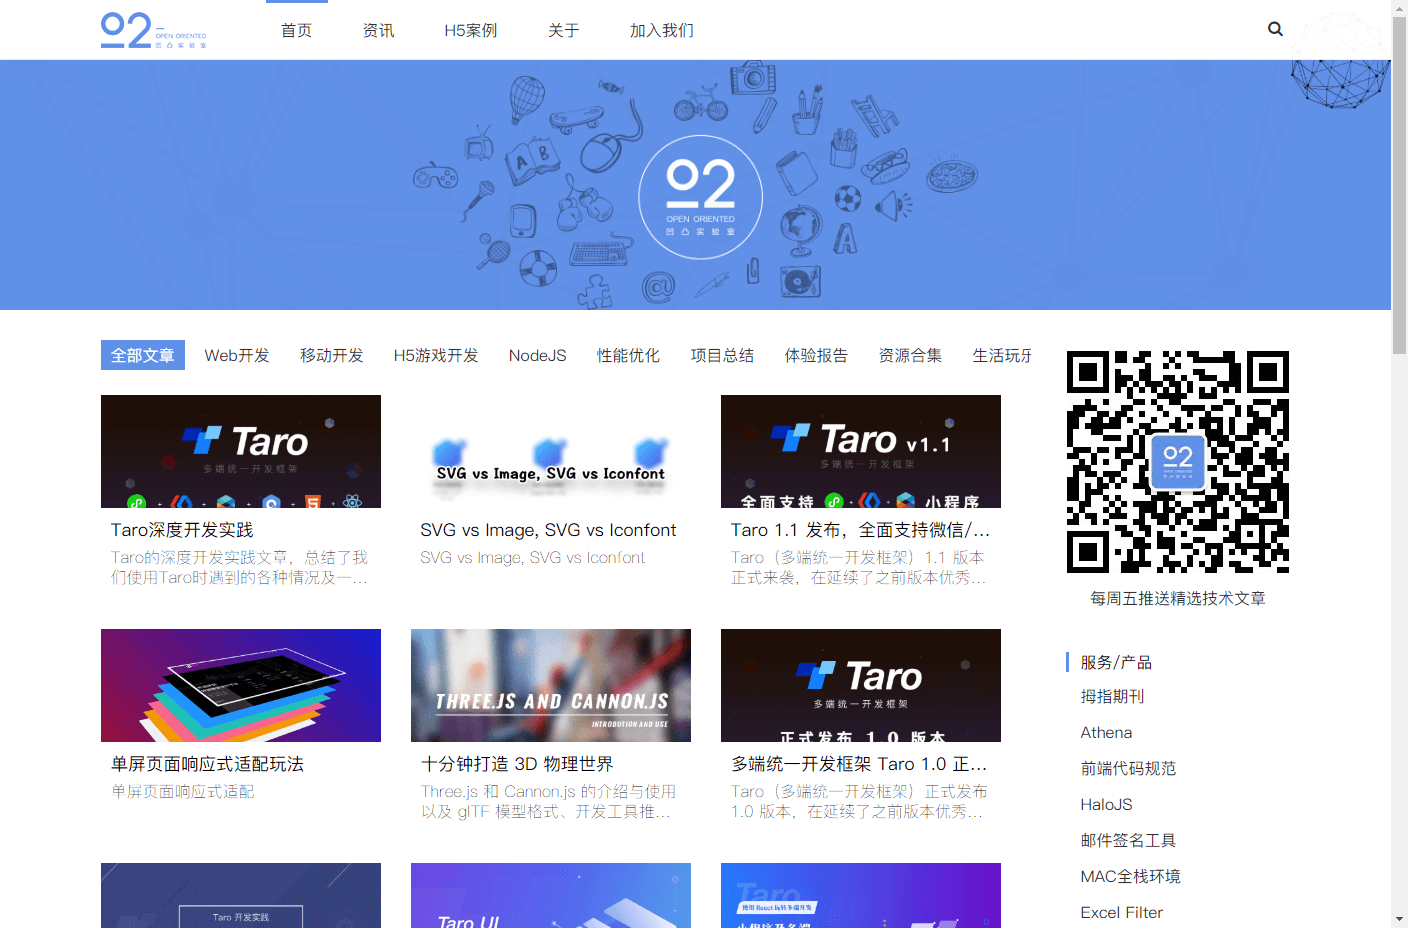 O2
OPEN ORIENTED
凹凸实验室
首页
资讯
H5案例
关于
加入我们
A B
A
@
O2
OPEN ORIENTED
凹凸实验室
全部文章
Web开发
移动开发
H5游戏开发
NodeJS
性能优化
项目总结
体验报告
资源合集
生活玩乐
Taro
多端统一开发框架
Taro深度开发实践
Taro的深度开发实践文章，总结了我
们使用Taro时遇到的各种情况及一…
SVG vs Image, SVG vs Iconfont
SVG vs Image, SVG vs Iconfont
SVG vs Image, SVG vs Iconfont
Taro v1.1
多端统一开发框架
全面支持 小程序
Taro 1.1 发布，全面支持微信/…
Taro（多端统一开发框架）1.1 版本
正式来袭，在延续了之前版本优秀…
单屏页面响应式适配玩法
单屏页面响应式适配
THREE.JS AND CANNON.JS
INTRODUTION AND USE
十分钟打造 3D 物理世界
Three.js 和 Cannon.js 的介绍与使用
以及 glTF 模型格式、开发工具推…
Taro
多端统一开发框架
正式发布 1.0 版本
多端统一开发框架 Taro 1.0 正…
Taro（多端统一开发框架）正式发布
1.0 版本，在延续了之前版本优秀…
Taro 开发实践
Taro UI
Taro
使用 React 玩转多端开发
小程序及多端
O2
每周五推送精选技术文章
服务/产品
拇指期刊
Athena
前端代码规范
HaloJS
邮件签名工具
MAC全栈环境
Excel Filter